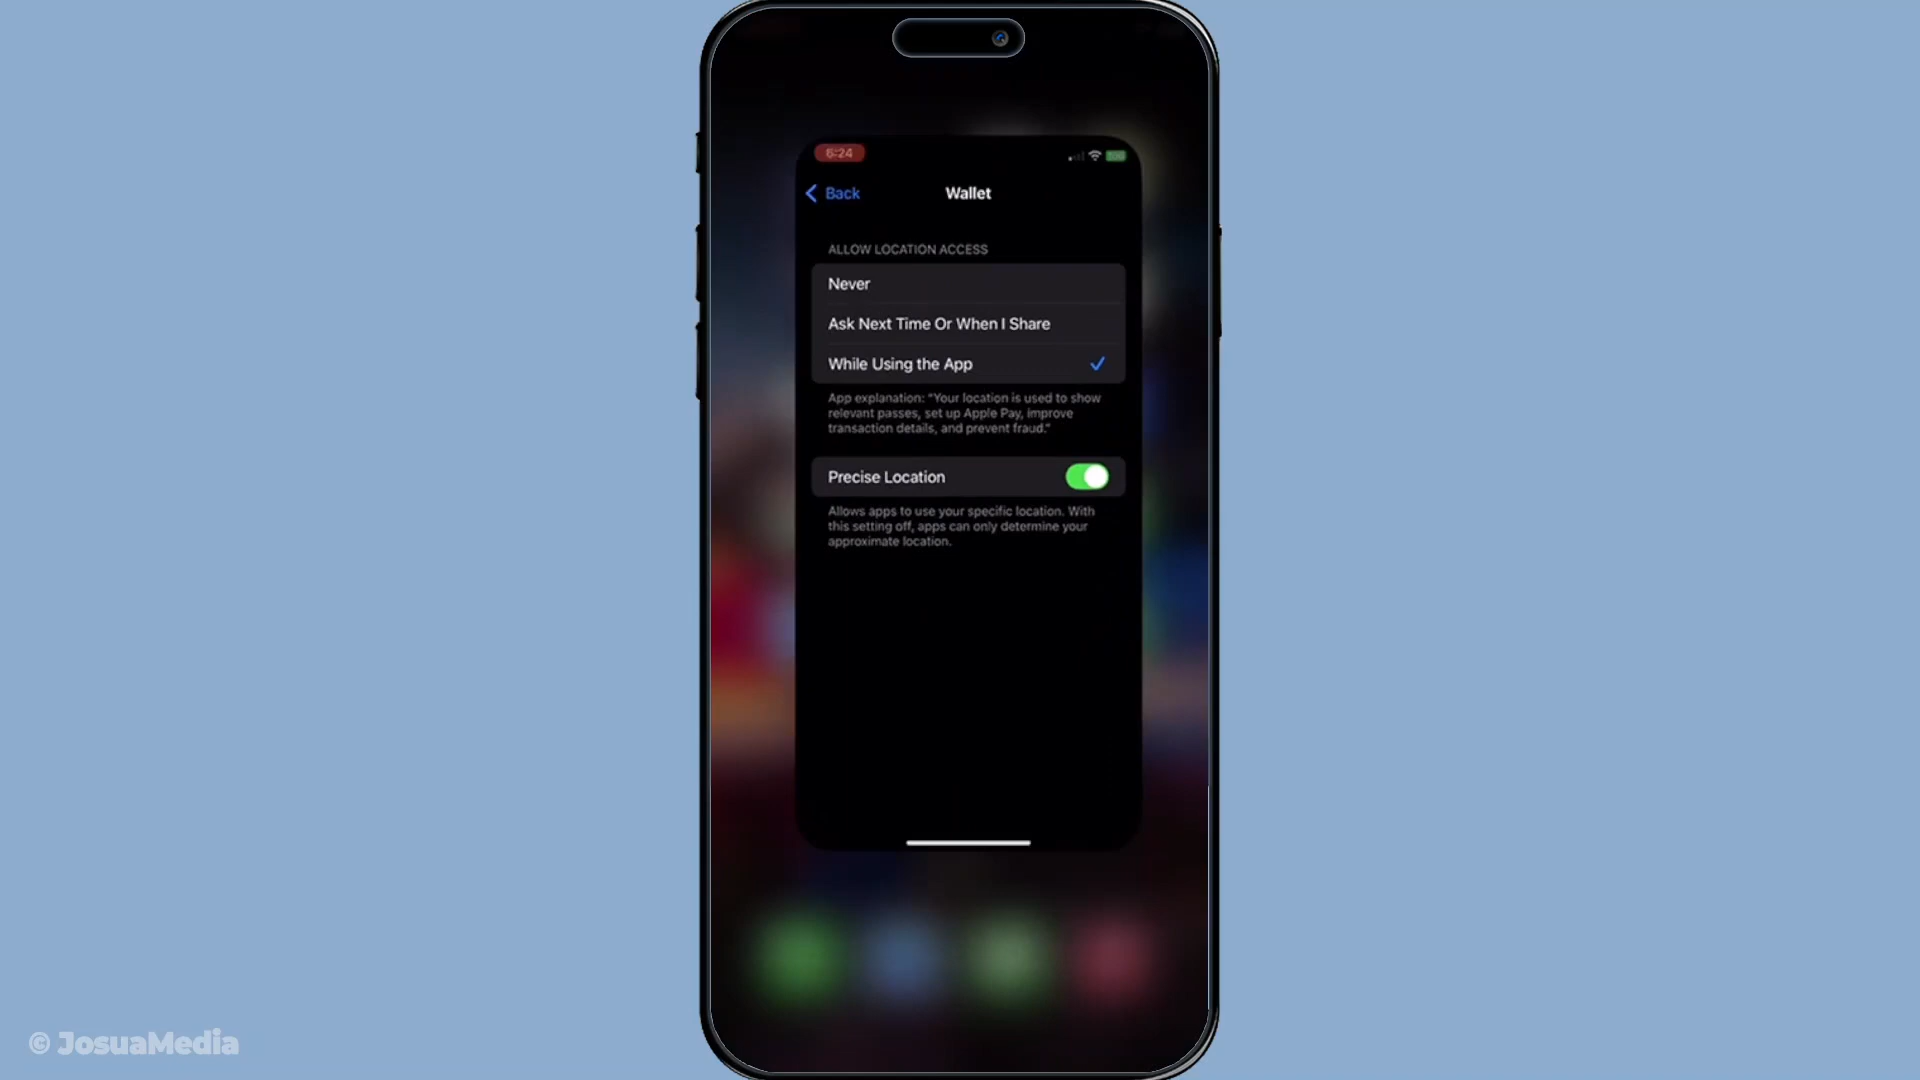 6:24
Back
Wallet
ALLOW LOCATION ACCESS
Never
Ask Next Time Or When I Share
While Using the App
App explanation: “Your location is used to show
relevant passes, set up Apple Pay, improve
transaction details, and prevent fraud.”
Precise Location
Allows apps to use your specific location. With
this setting off, apps can only determine your
approximate location.
© JosuaMedia